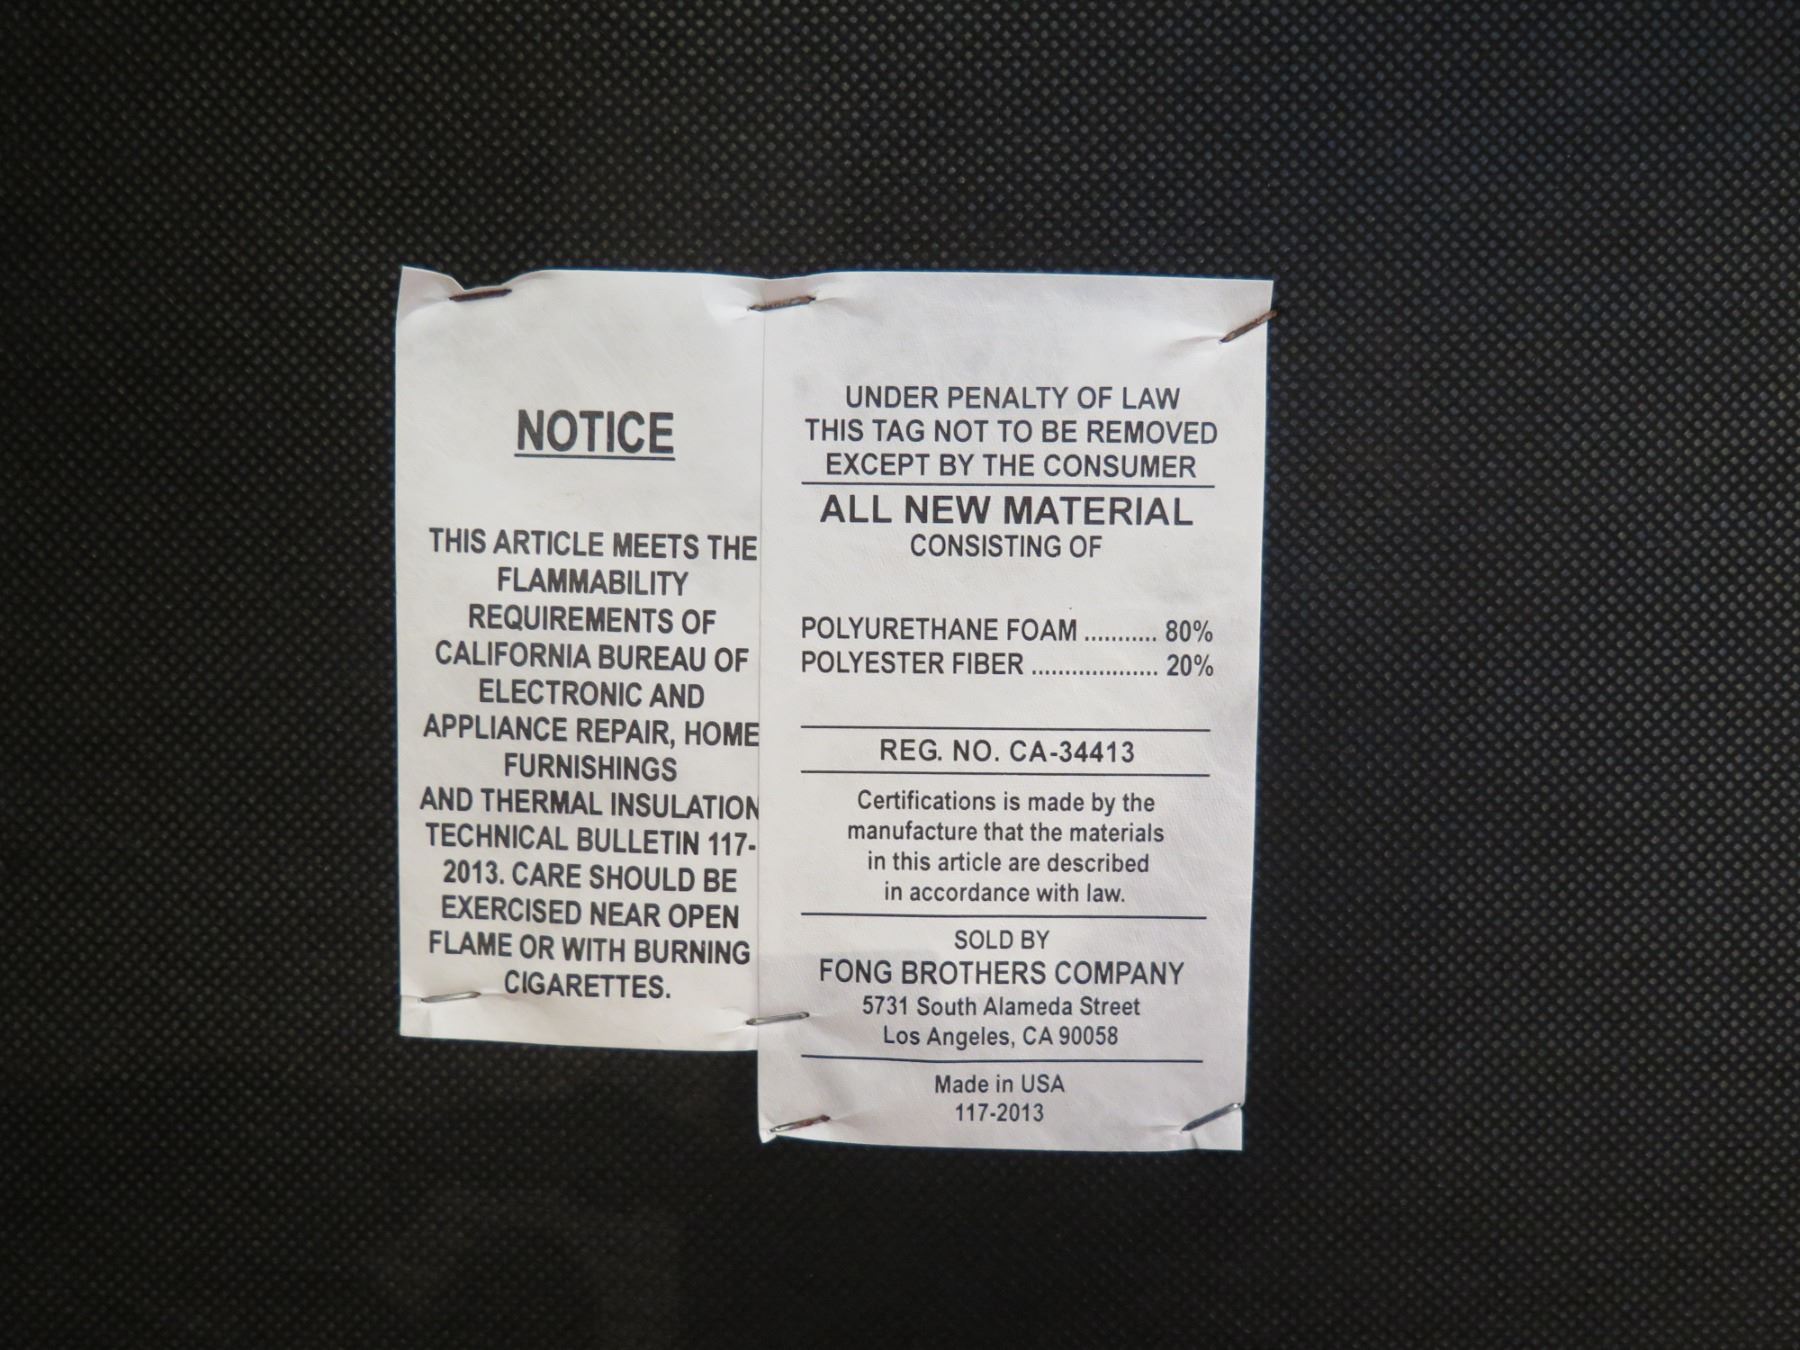 NOTICE
THIS ARTICLE MEETS THE
FLAMMABILITY
REQUIREMENTS OF
CALIFORNIA BUREAU OF
ELECTRONIC AND
APPLIANCE REPAIR, HOME
FURNISHINGS
AND THERMAL INSULATION
TECHNICAL BULLETIN 117-
2013. CARE SHOULD BE
EXERCISED NEAR OPEN
FLAME OR WITH BURNING
CIGARETTES.
UNDER PENALTY OF LAW
THIS TAG NOT TO BE REMOVED
EXCEPT BY THE CONSUMER
ALL NEW MATERIAL
CONSISTING OF
POLYURETHANE FOAM ........... 80%
POLYESTER FIBER ................... 20%
REG. NO. CA-34413
Certifications is made by the
manufacture that the materials
in this article are described
in accordance with law.
SOLD BY
FONG BROTHERS COMPANY
5731 South Alameda Street
Los Angeles, CA 90058
Made in USA
117-2013